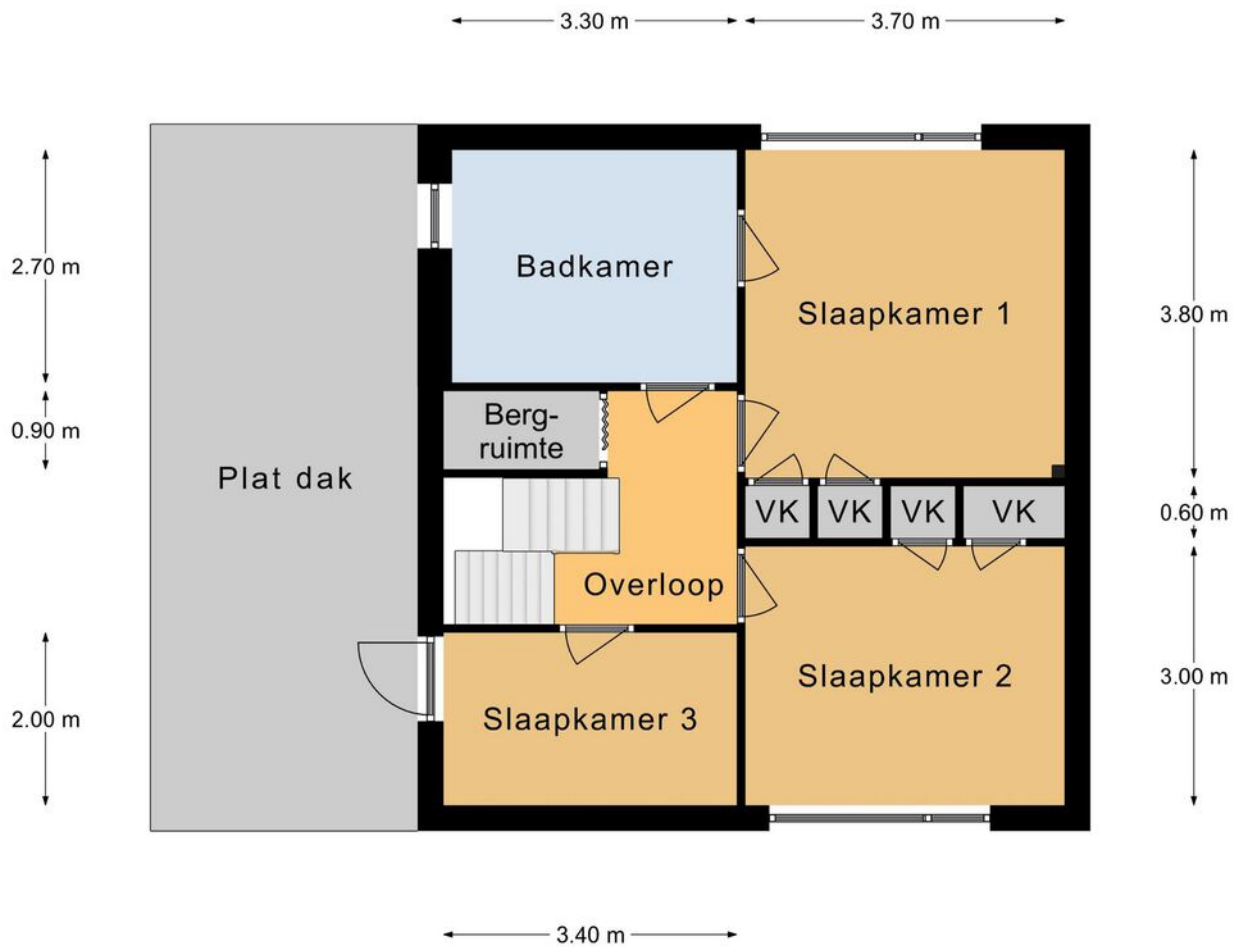 3.30 m
3.70 m
2.70 m
Badkamer
Slaapkamer 1
3.80 m
0.90 m
Berg-
ruimte
Plat dak
VK
VK
VK
VK
0.60 m
Overloop
2.00 m
Slaapkamer 3
Slaapkamer 2
3.00 m
3.40 m